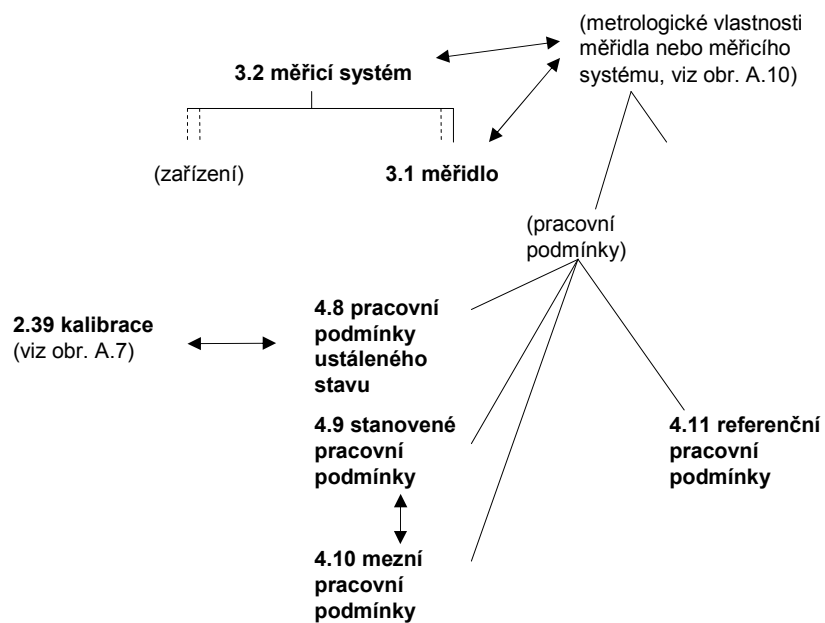 (metrologické vlastnosti
měřidla nebo měřicího
systému, viz obr. A.10)
3.2 měřicí systém
(zařízení)
3.1 měřidlo
(pracovní
podmínky)
4.8 pracovní
podmínky
ustáleného
stavu
2.39 kalibrace
(viz obr. A.7)
4.9 stanovené
pracovní
podmínky
4.11 referenční
pracovní
podmínky
4.10 mezní
pracovní
podmínky